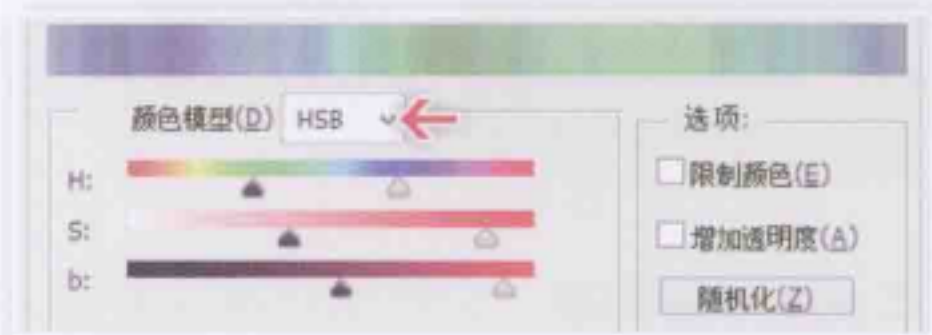 颜色模型(D) HSB
选项:
H:
限制颜色(E)
S:
增加透明度(A)
b:
随机化(Z)